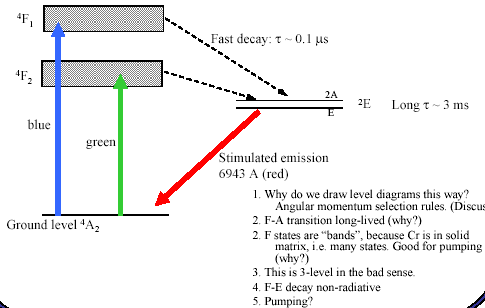 ⁴F₁
Fast decay: τ ~ 0.1 μs
⁴F₂
2A
E
²E
Long τ ~ 3 ms
blue
green
Stimulated emission
6943 A (red)
Ground level ⁴A₂
1. Why do we draw level diagrams this way?
Angular momentum selection rules. (Discus
2. F-A transition long-lived (why?)
2. F states are “bands”, because Cr is in solid
matrix, i.e. many states. Good for pumping
(why?)
3. This is 3-level in the bad sense.
4. F-E decay non-radiative
5. Pumping?